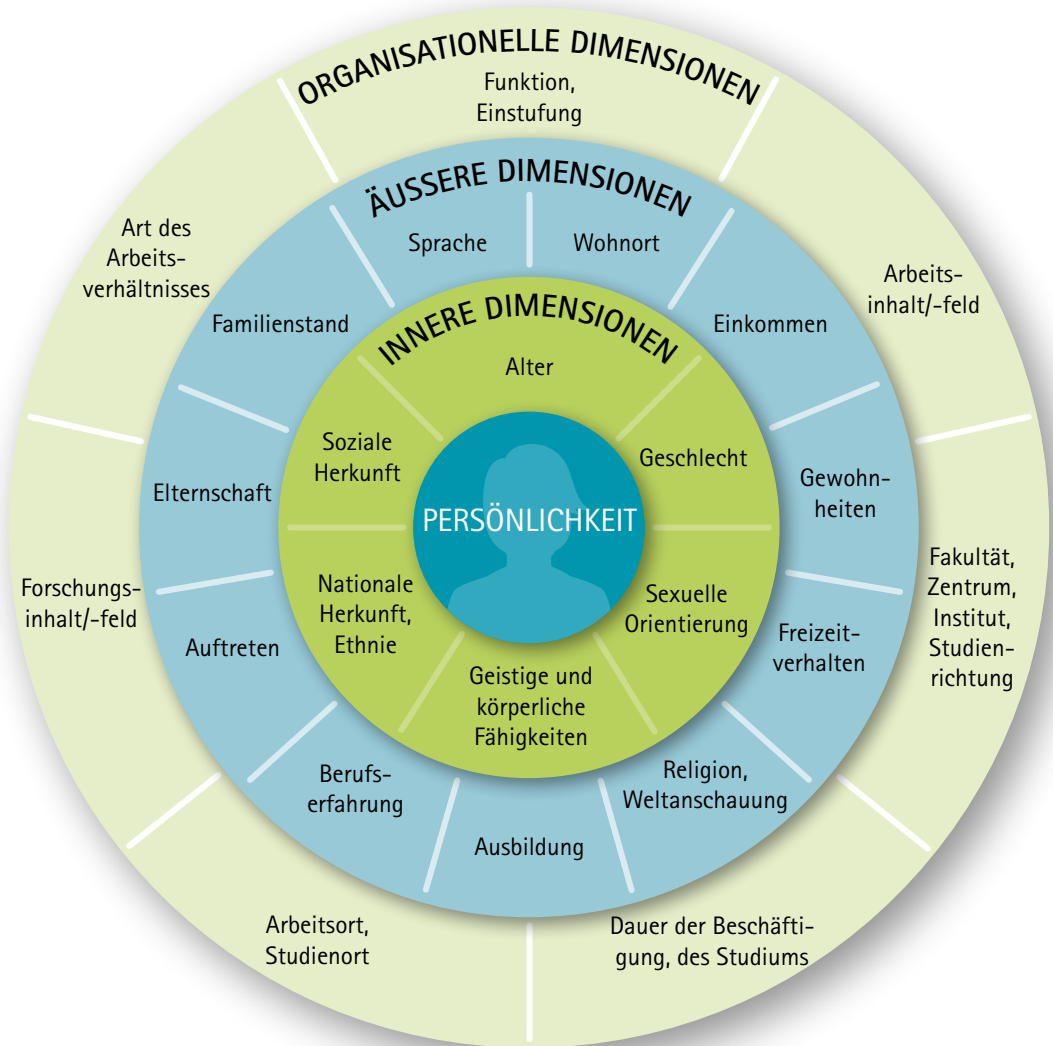 ORGANISATIONELLE DIMENSIONEN
Funktion,
Einstufung
Arbeits-
inhalt/-feld
Fakultät,
Zentrum,
Institut,
Studien-
richtung
Dauer der Beschäfti-
gung, des Studiums
Arbeitsort,
Studienort
Forschungs-
inhalt/-feld
Art des
Arbeits-
verhältnisses
ÄUSSERE DIMENSIONEN
Sprache
Wohnort
Einkommen
Gewohn-
heiten
Freizeit-
verhalten
Religion,
Weltanschauung
Ausbildung
Berufs-
erfahrung
Auftreten
Elternschaft
Familienstand
INNERE DIMENSIONEN
Alter
Geschlecht
Sexuelle
Orientierung
Geistige und
körperliche
Fähigkeiten
Nationale
Herkunft,
Ethnie
Soziale
Herkunft
PERSÖNLICHKEIT